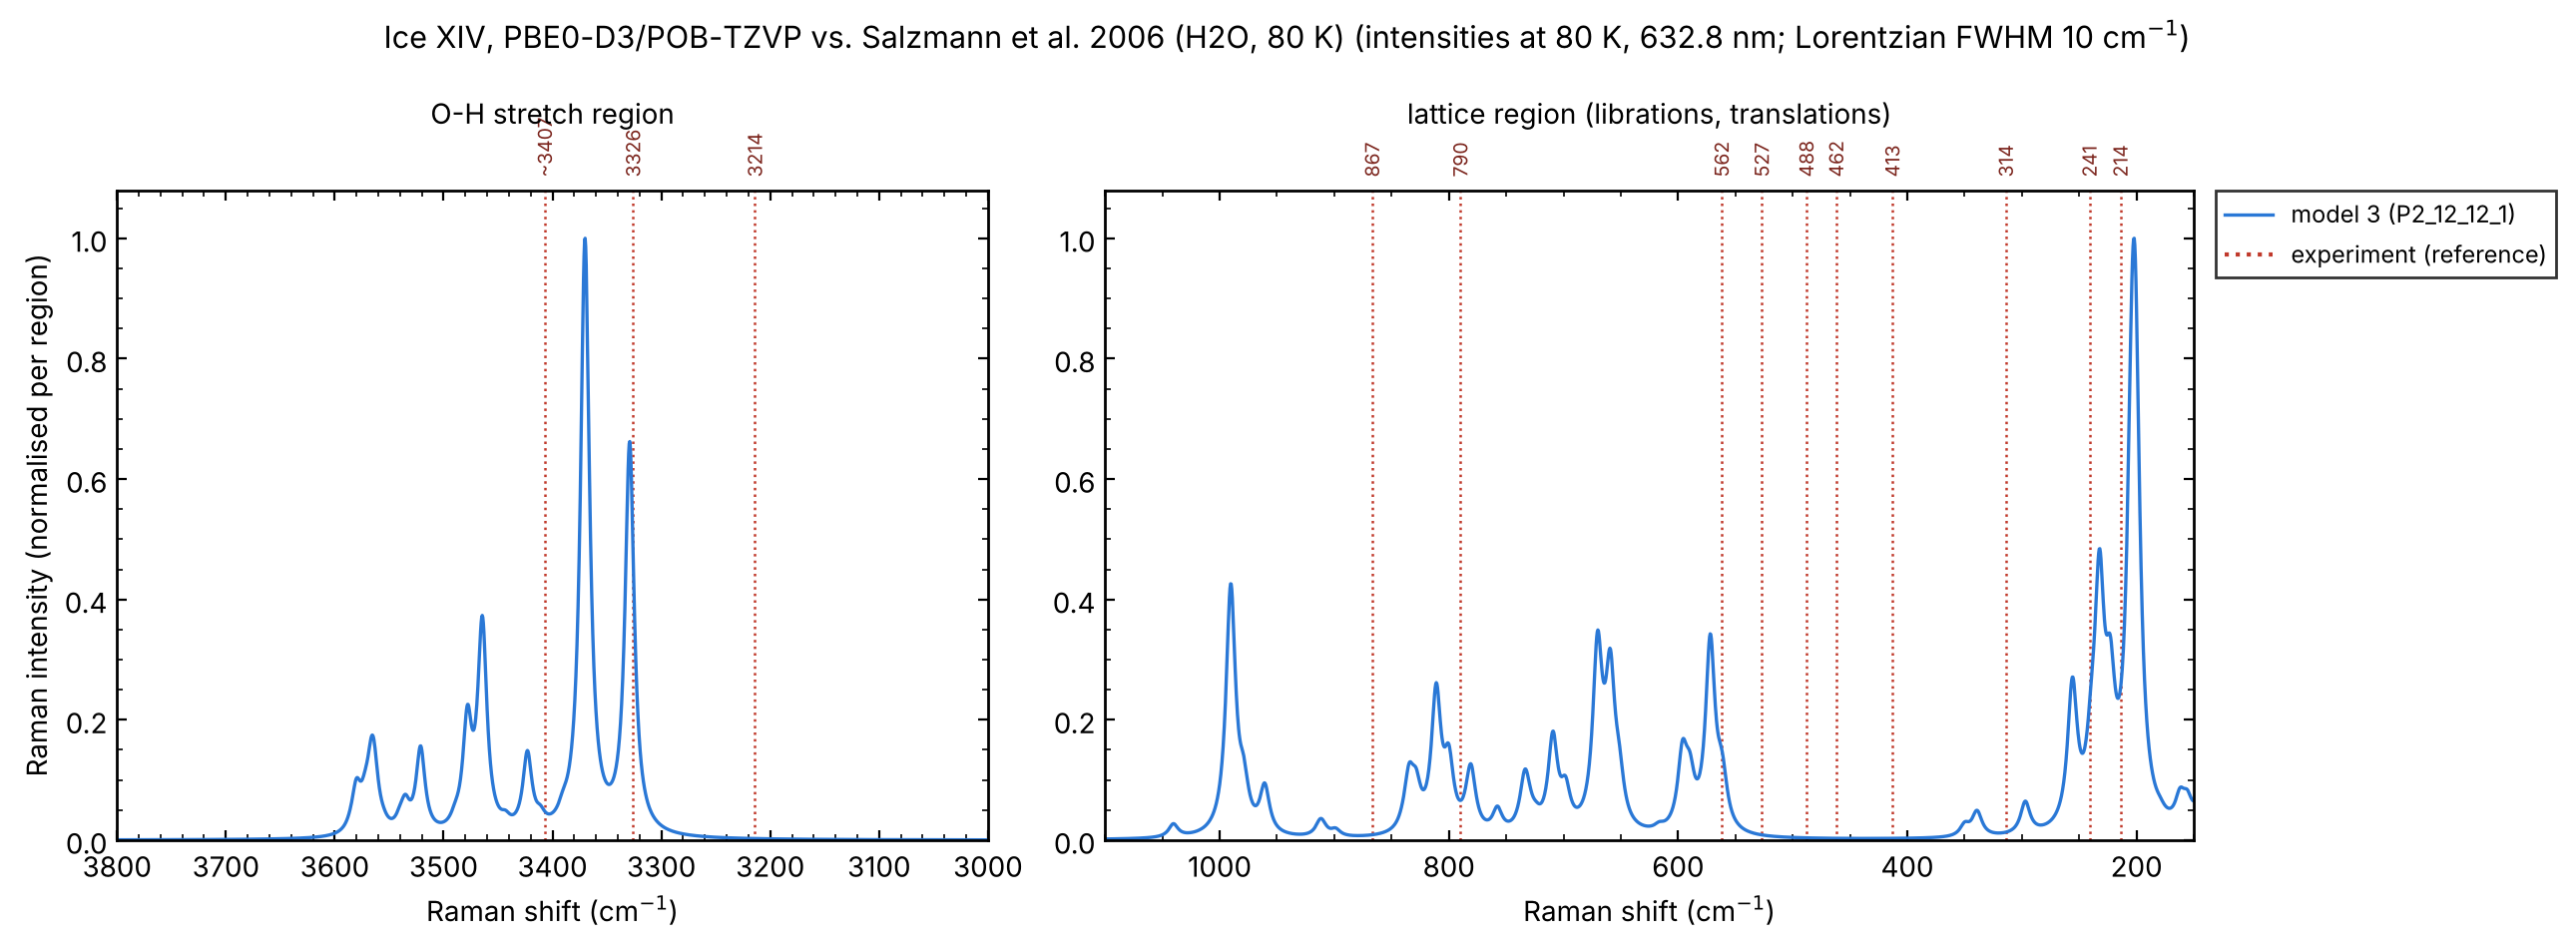 Ice XIV, PBE0-D3/POB-TZVP vs. Salzmann et al. 2006 (H2O, 80 K) (intensities at 80 K, 632.8 nm; Lorentzian FWHM 10 cm⁻¹)
O-H stretch region
~3407 3326 3214
1.0
0.8
0.6
0.4
0.2
0.0
3800 3700 3600 3500 3400 3300 3200 3100 3000
Raman shift (cm⁻¹)
Raman intensity (normalised per region)
lattice region (librations, translations)
867 790 562 527 488 462 413 314 241 214
1.0
0.8
0.6
0.4
0.2
0.0
1000 800 600 400 200
Raman shift (cm⁻¹)
model 3 (P2_12_12_1)
experiment (reference)